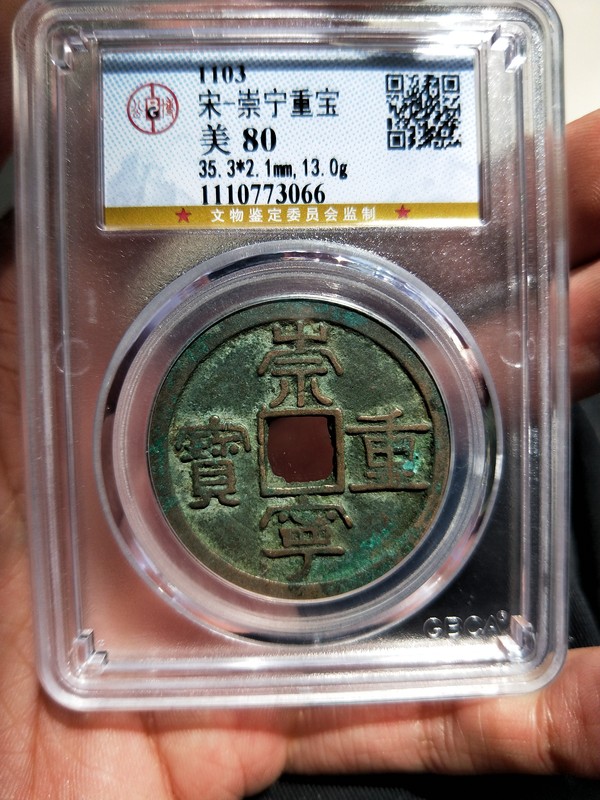 1103
宋-崇宁重宝
美 80
35.3*2.1mm,13.0g
1110773066
★ 文物鉴定委员会监制 ★
崇
寶 重
寧
GBCA